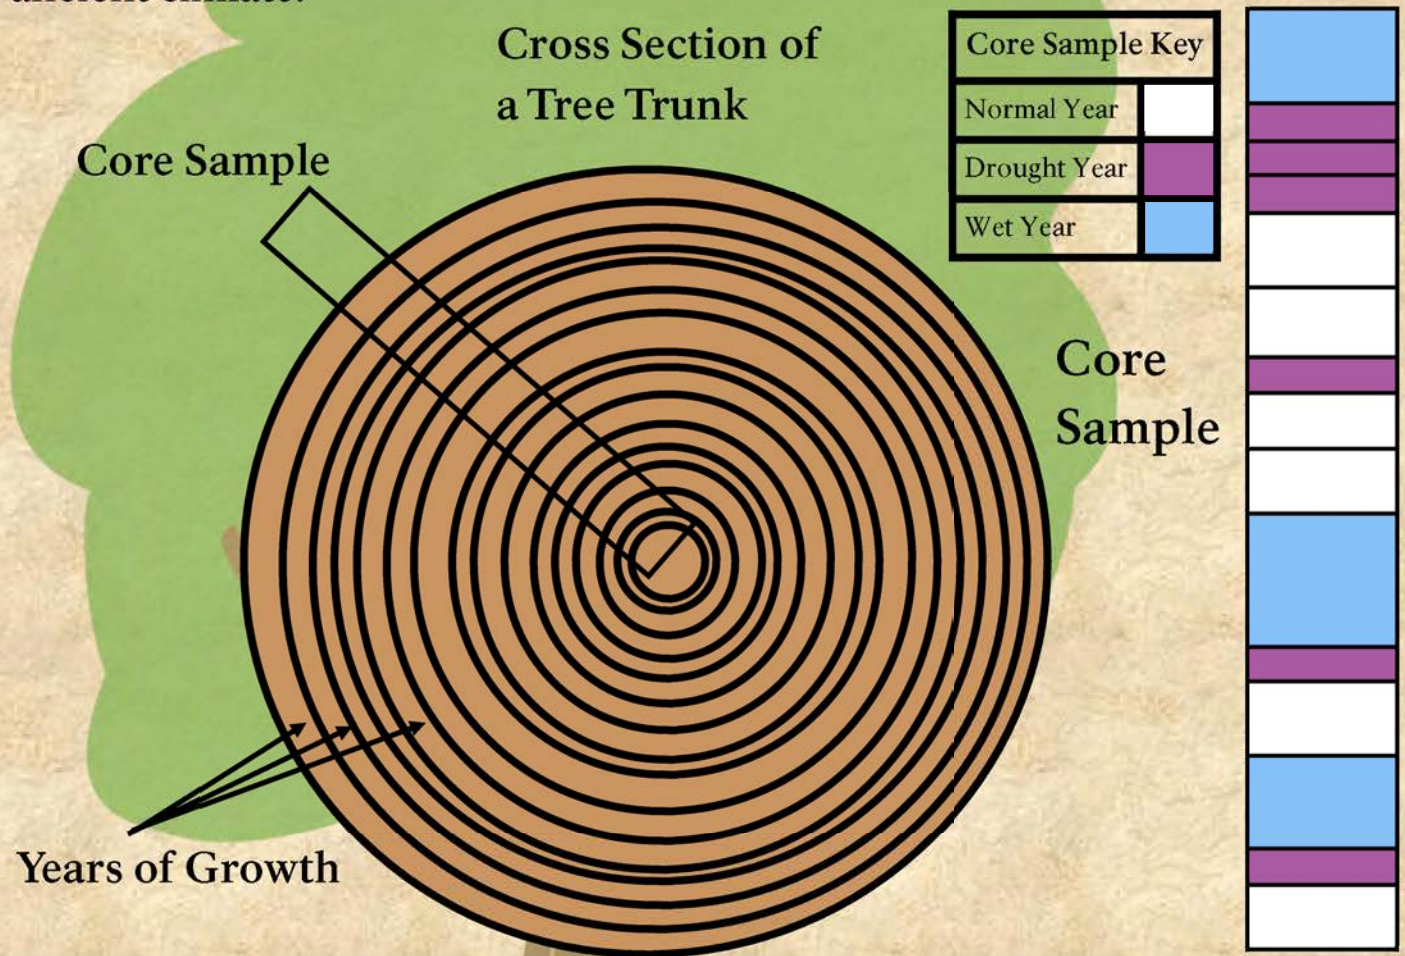 Cross Section of
a Tree Trunk
Core Sample
Core Sample Key
Normal Year
Drought Year
Wet Year
Core
Sample
Years of Growth